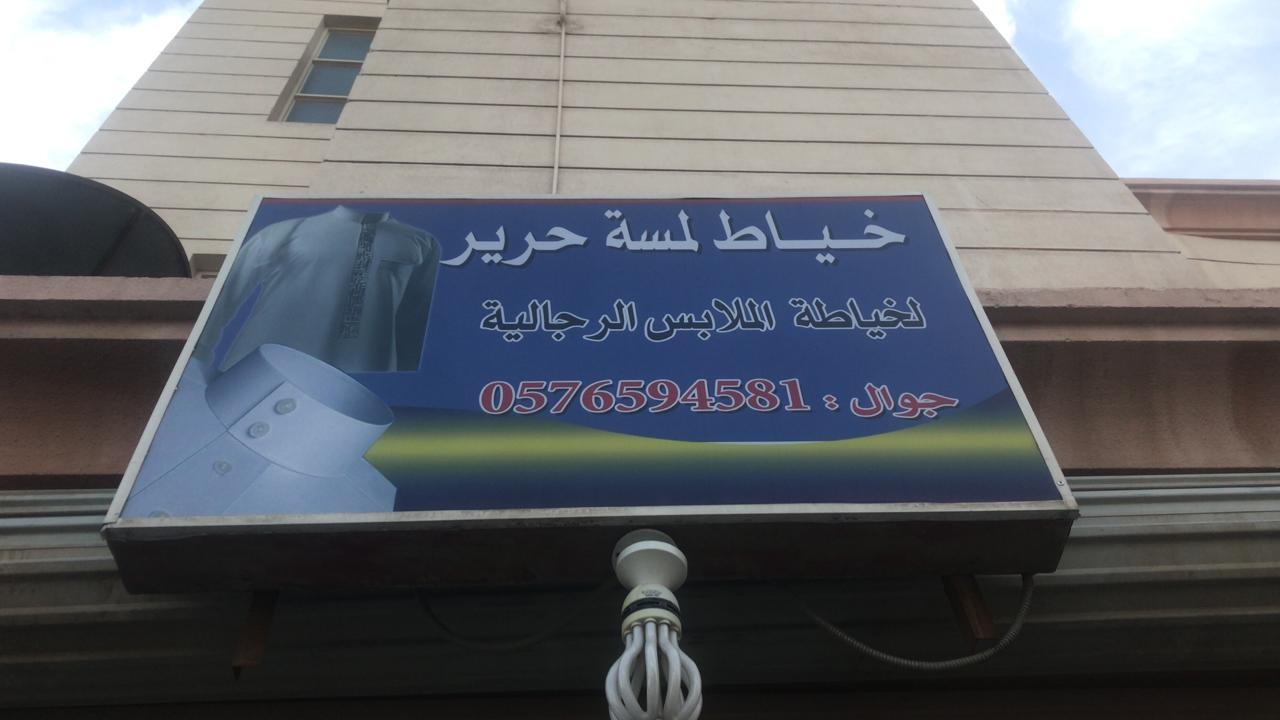 خياط لمسة حرير
لخياطة الملابس الرجالية
جوال : 0576594581